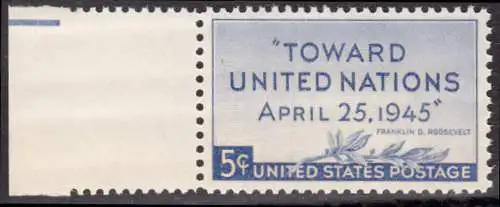 "TOWARD
UNITED NATIONS
APRIL 25, 1945"
FRANKLIN D. ROOSEVELT
5¢ UNITED STATES POSTAGE